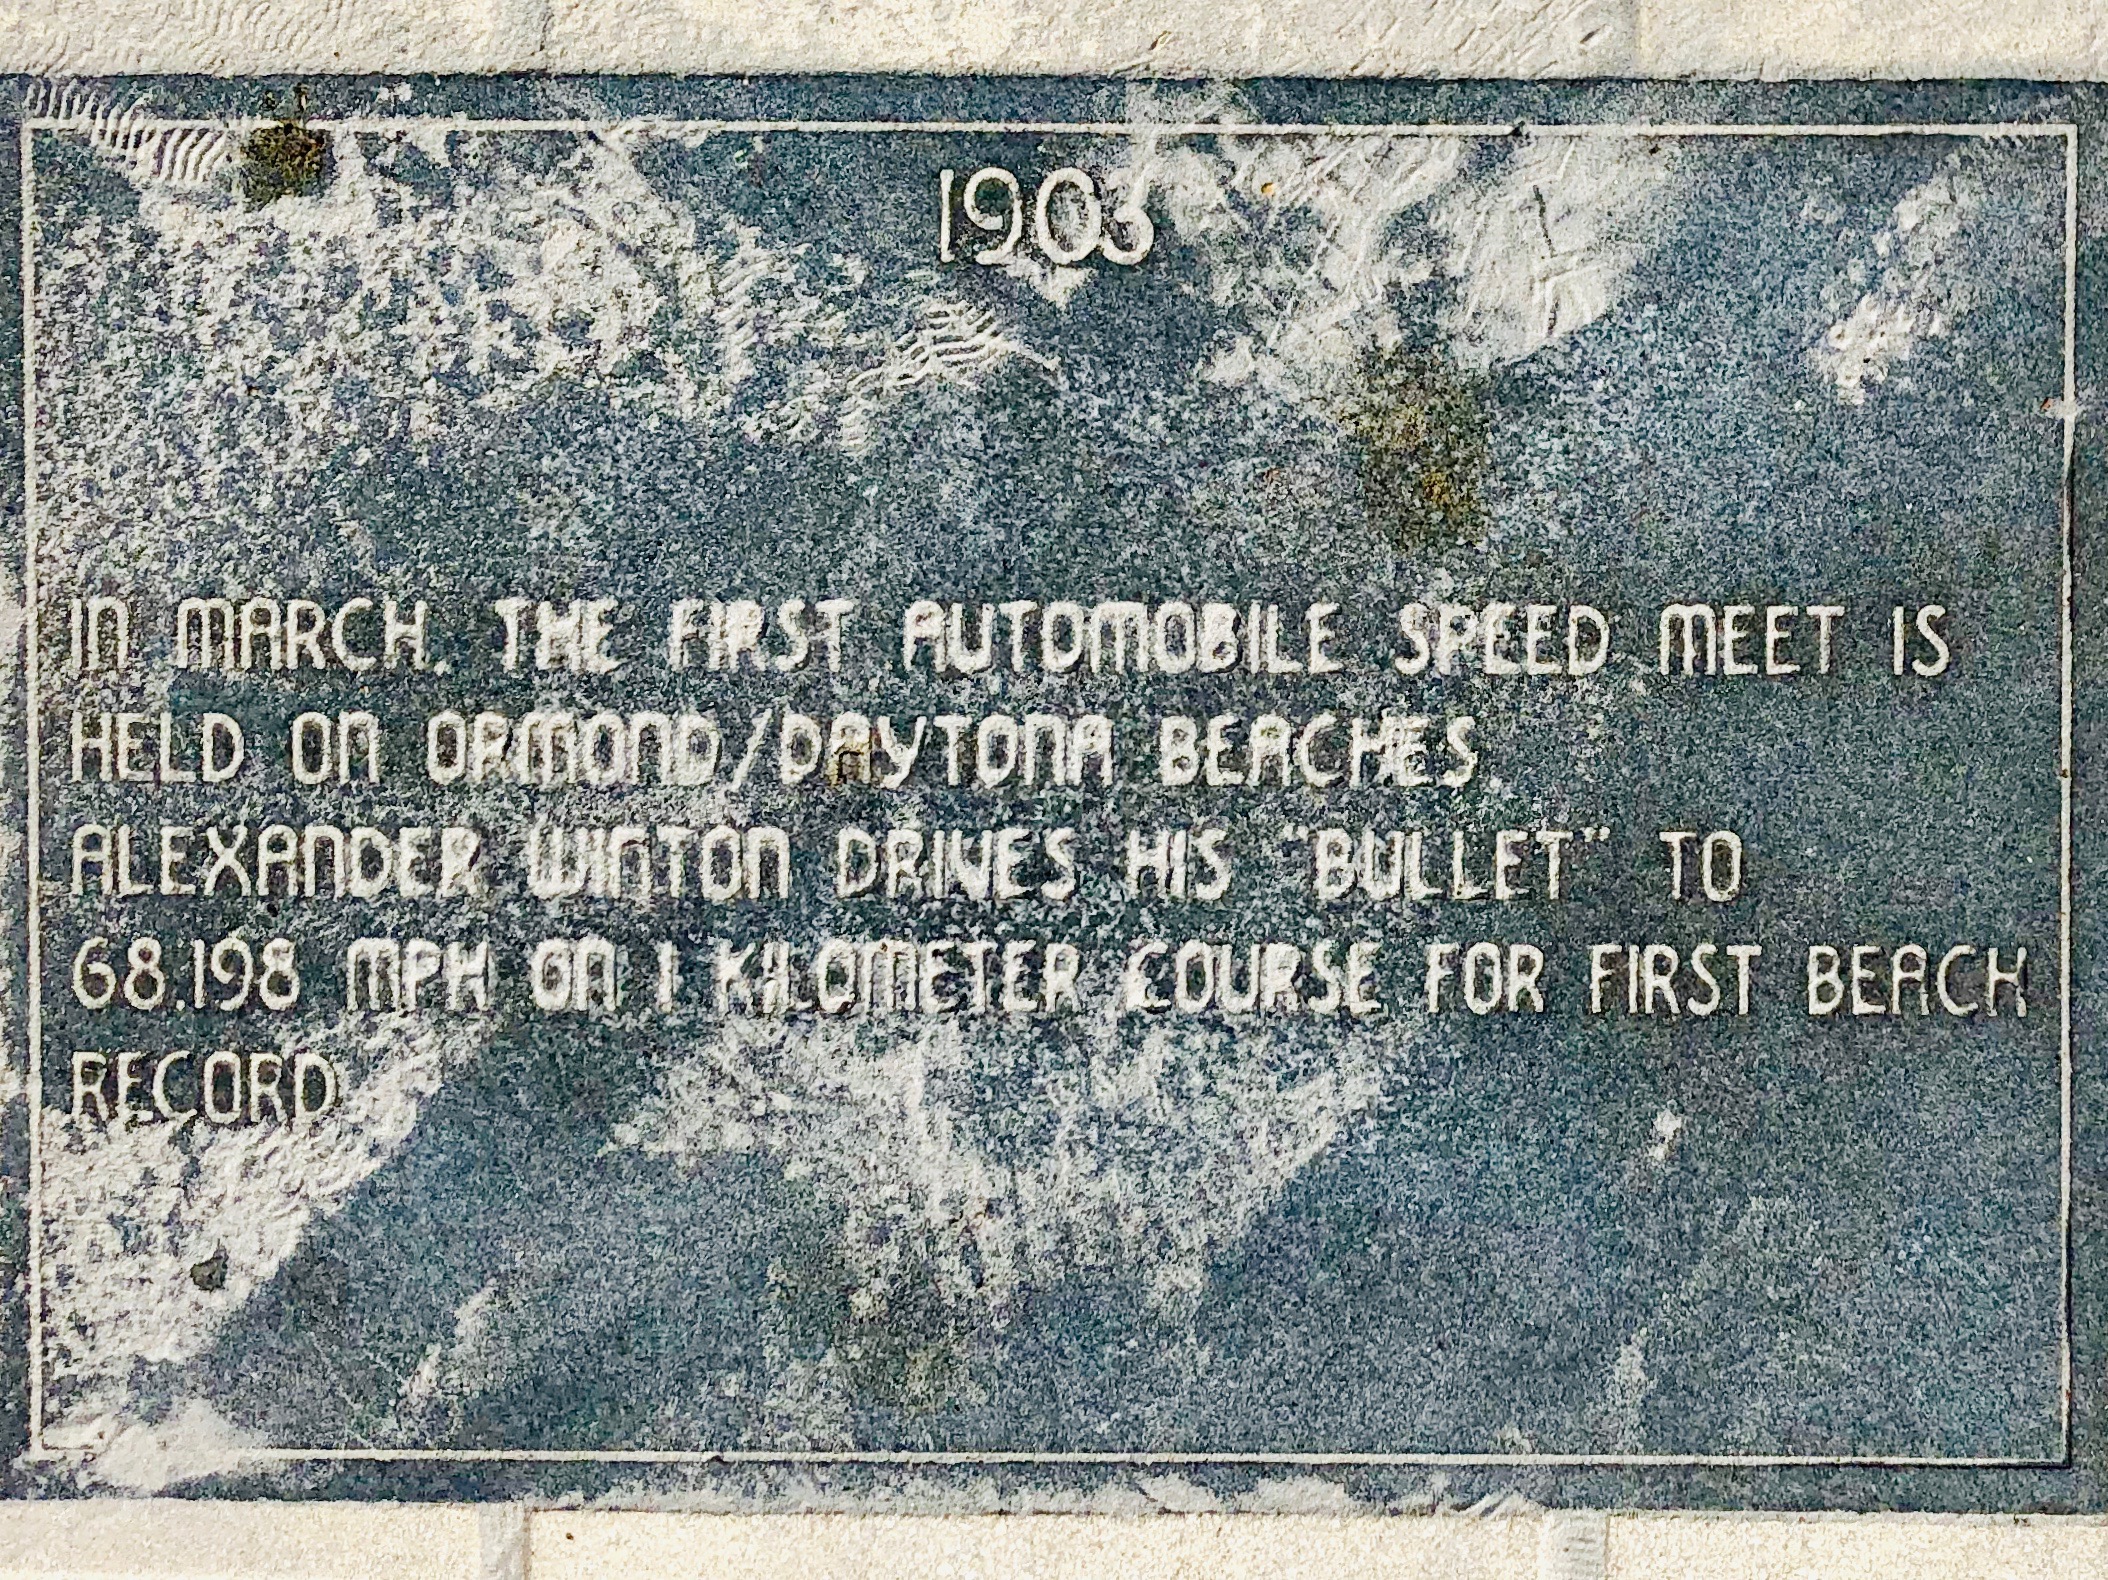 1903
IN MARCH, THE FIRST AUTOMOBILE SPEED MEET IS
HELD ON ORMOND/DAYTONA BEACHES.
ALEXANDER WINTON DRIVES HIS "BULLET" TO
68.198 MPH ON 1 KILOMETER COURSE FOR FIRST BEACH
RECORD